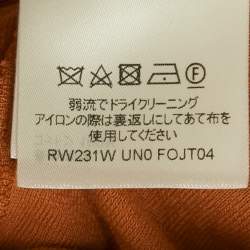 弱流でドライクリーニング
アイロンの際は裏返しにてあて布を
使用してください
RW231W UN0 FOJT04